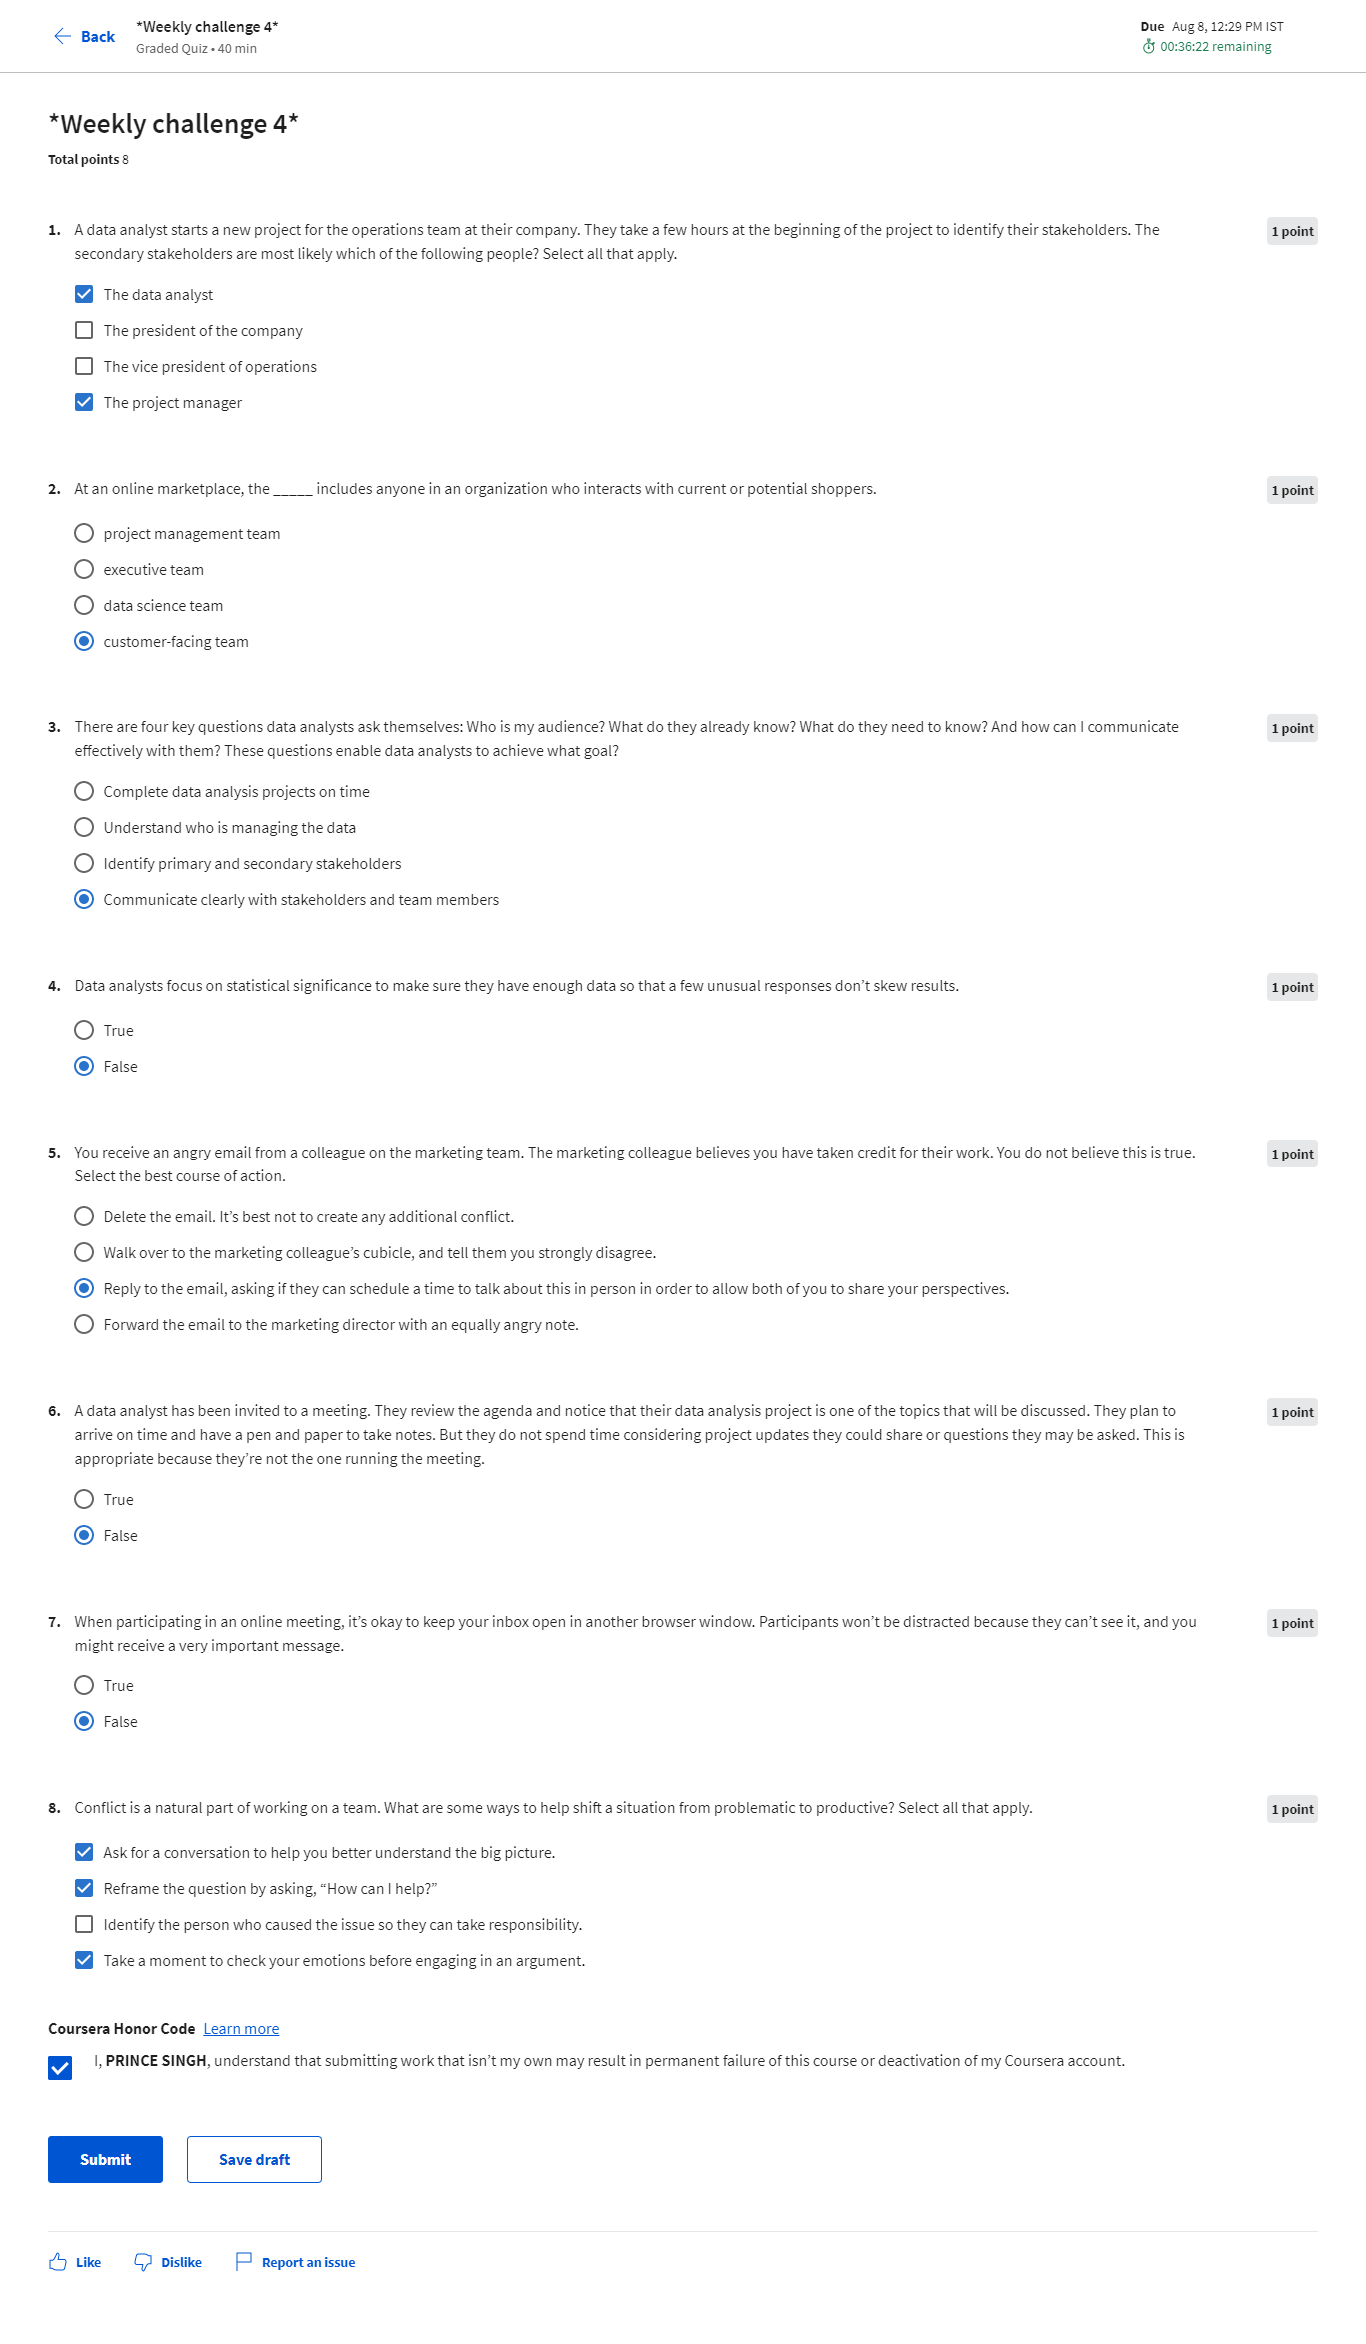 Back
*Weekly challenge 4*
Graded Quiz • 40 min
Due Aug 8, 12:29 PM IST
00:36:22 remaining
*Weekly challenge 4*
Total points 8
1. A data analyst starts a new project for the operations team at their company. They take a few hours at the beginning of the project to identify their stakeholders. The
secondary stakeholders are most likely which of the following people? Select all that apply.
1 point
The data analyst
The president of the company
The vice president of operations
The project manager
2. At an online marketplace, the _____ includes anyone in an organization who interacts with current or potential shoppers.
1 point
project management team
executive team
data science team
customer-facing team
3. There are four key questions data analysts ask themselves: Who is my audience? What do they already know? What do they need to know? And how can I communicate
effectively with them? These questions enable data analysts to achieve what goal?
1 point
Complete data analysis projects on time
Understand who is managing the data
Identify primary and secondary stakeholders
Communicate clearly with stakeholders and team members
4. Data analysts focus on statistical significance to make sure they have enough data so that a few unusual responses don’t skew results.
1 point
True
False
5. You receive an angry email from a colleague on the marketing team. The marketing colleague believes you have taken credit for their work. You do not believe this is true.
Select the best course of action.
1 point
Delete the email. It’s best not to create any additional conflict.
Walk over to the marketing colleague’s cubicle, and tell them you strongly disagree.
Reply to the email, asking if they can schedule a time to talk about this in person in order to allow both of you to share your perspectives.
Forward the email to the marketing director with an equally angry note.
6. A data analyst has been invited to a meeting. They review the agenda and notice that their data analysis project is one of the topics that will be discussed. They plan to
arrive on time and have a pen and paper to take notes. But they do not spend time considering project updates they could share or questions they may be asked. This is
appropriate because they’re not the one running the meeting.
1 point
True
False
7. When participating in an online meeting, it’s okay to keep your inbox open in another browser window. Participants won’t be distracted because they can’t see it, and you
might receive a very important message.
1 point
True
False
8. Conflict is a natural part of working on a team. What are some ways to help shift a situation from problematic to productive? Select all that apply.
1 point
Ask for a conversation to help you better understand the big picture.
Reframe the question by asking, “How can I help?”
Identify the person who caused the issue so they can take responsibility.
Take a moment to check your emotions before engaging in an argument.
Coursera Honor Code Learn more
I, PRINCE SINGH, understand that submitting work that isn’t my own may result in permanent failure of this course or deactivation of my Coursera account.
Submit
Save draft
Like
Dislike
Report an issue